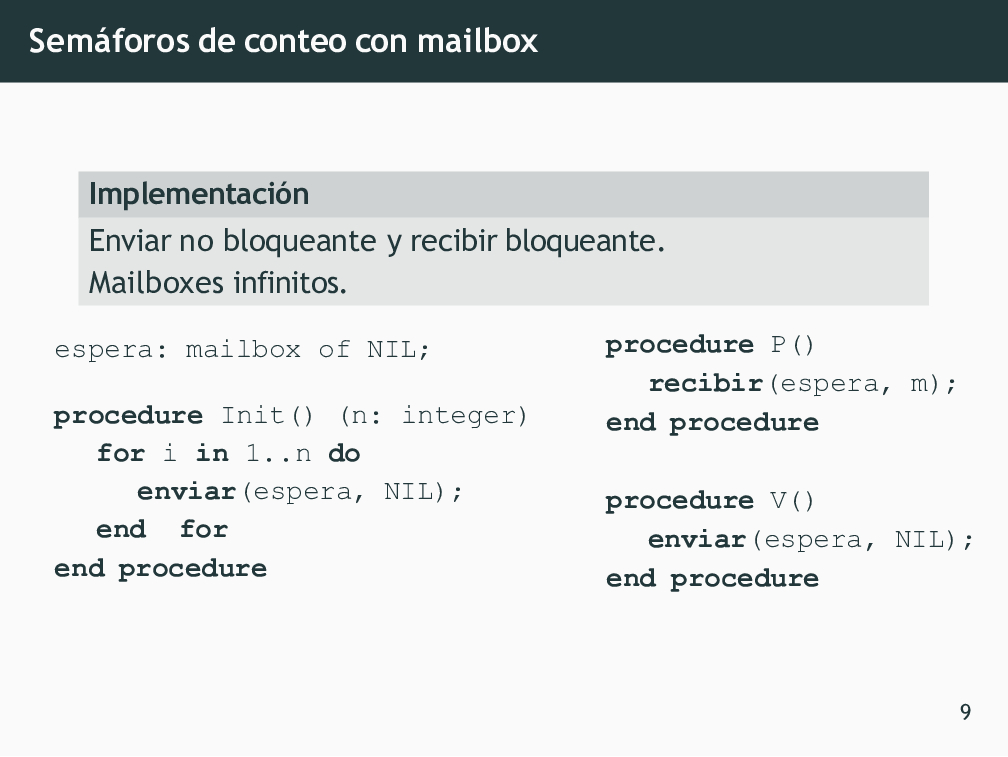 Semáforos de conteo con mailbox
Implementación
Enviar no bloqueante y recibir bloqueante.
Mailboxes infinitos.
espera: mailbox of NIL;
procedure Init() (n: integer)
for i in 1..n do
enviar(espera, NIL);
end for
end procedure
procedure P()
recibir(espera, m);
end procedure
procedure V()
enviar(espera, NIL);
end procedure
9